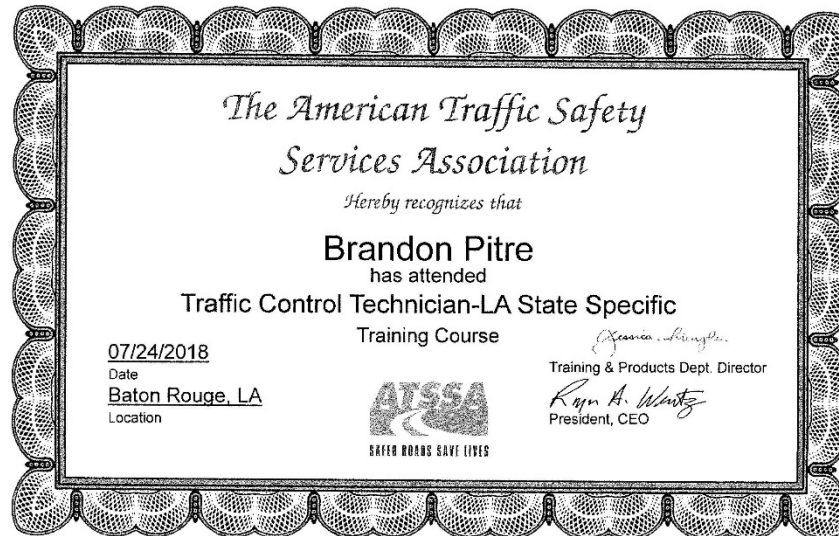 The American Traffic Safety
Services Association
Hereby recognizes that
Brandon Pitre
has attended
Traffic Control Technician-LA State Specific
Training Course
07/24/2018
Date
Baton Rouge, LA
Location
ATSSA
SAFER ROADS SAVE LIVES
Jessica
Training & Products Dept. Director
President, CEO